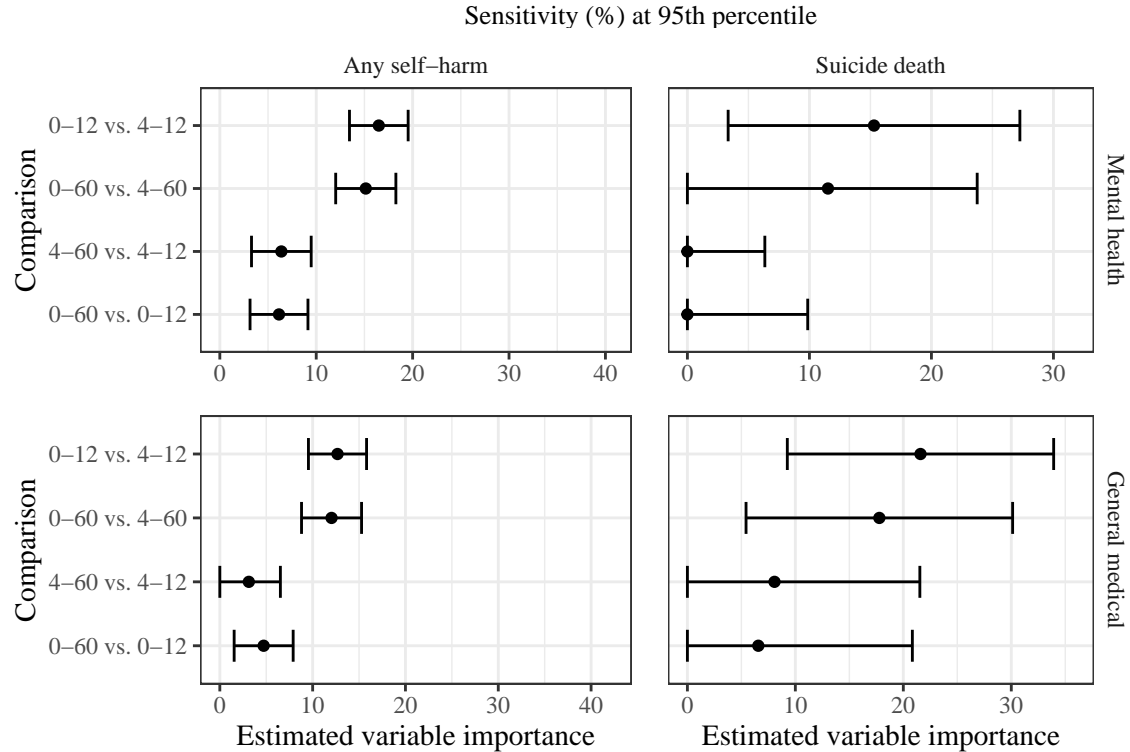 Sensitivity (%) at 95th percentile
Any self−harm
Suicide death
Comparison
0−12 vs. 4−12
0−60 vs. 4−60
4−60 vs. 4−12
0−60 vs. 0−12
Mental health
0 10 20 30 40
0 10 20 30
Comparison
0−12 vs. 4−12
0−60 vs. 4−60
4−60 vs. 4−12
0−60 vs. 0−12
General medical
0 10 20 30 40
0 10 20 30
Estimated variable importance
Estimated variable importance